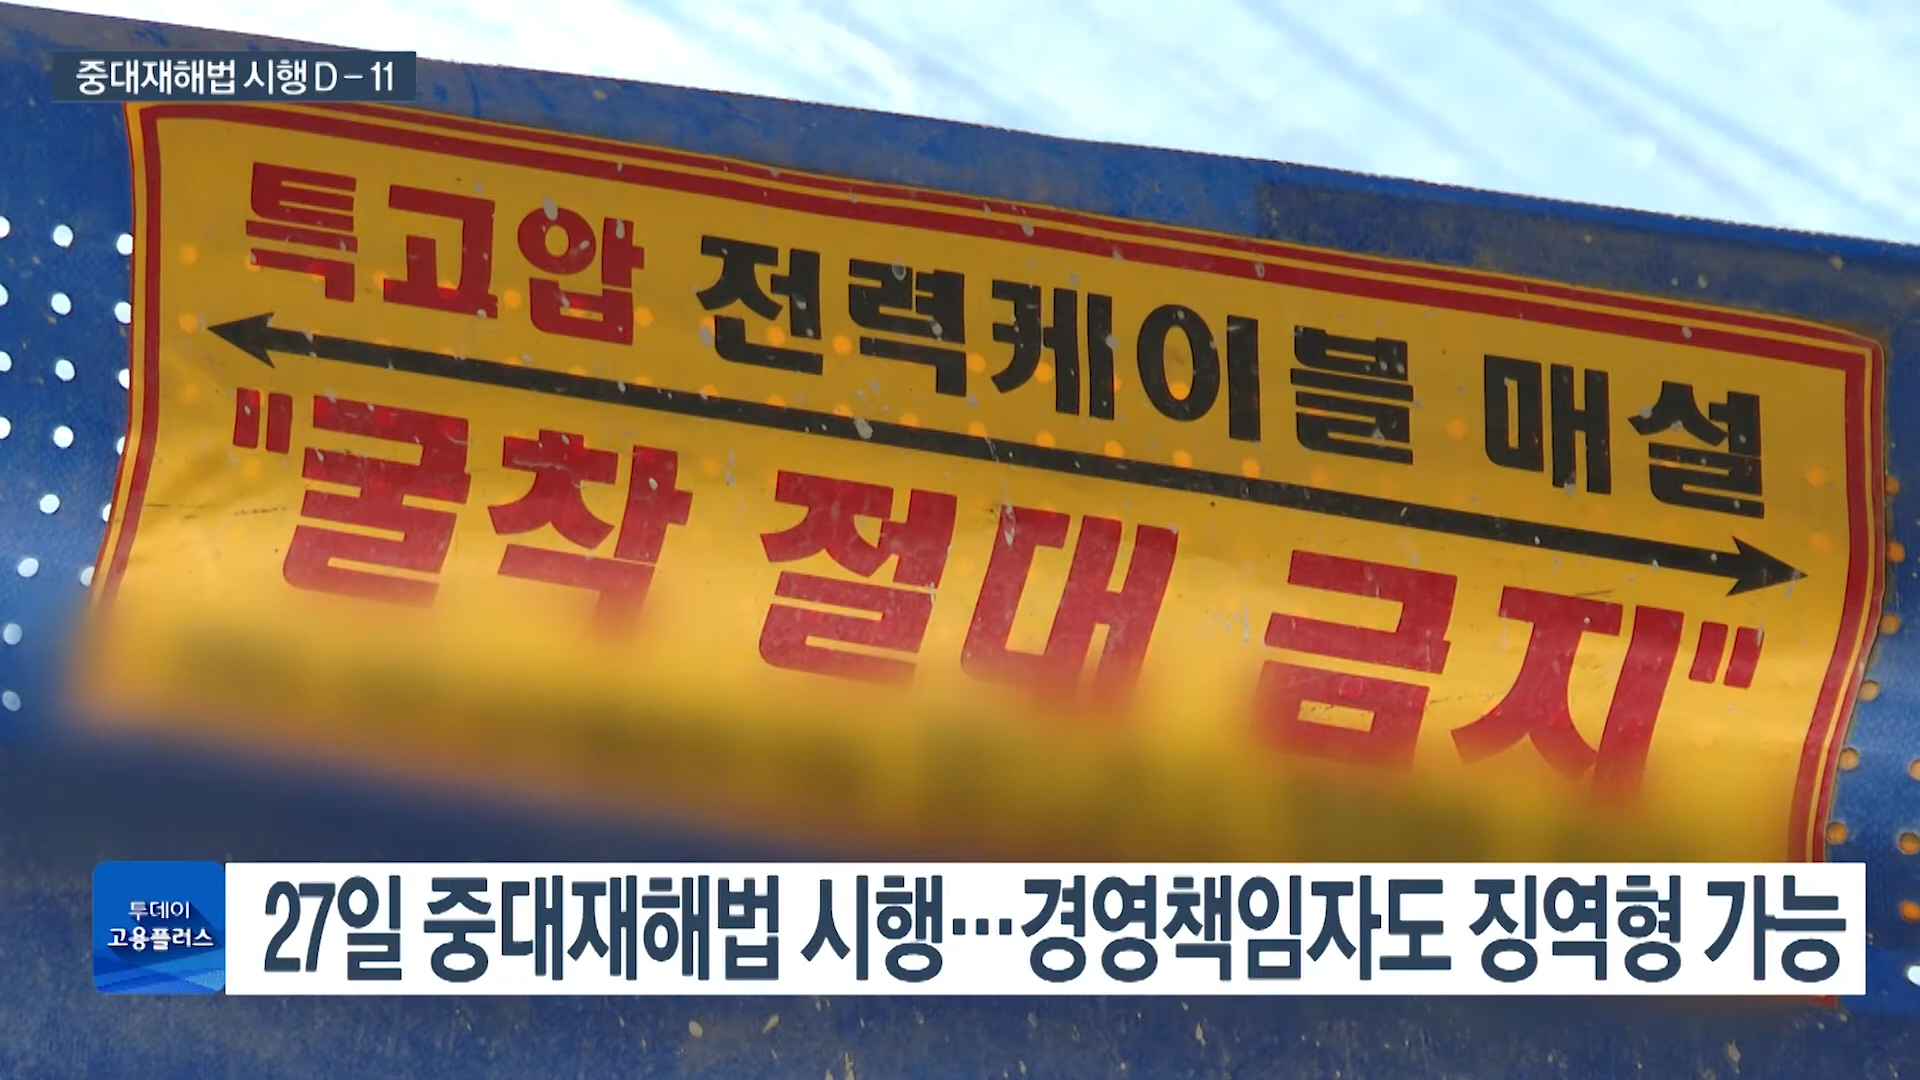 중대재해법 시행 D-11
특고압 전력케이블 매설
"굴착 절대 금지"
투데이
고용플러스
27일 중대재해법 시행…경영책임자도 징역형 가능